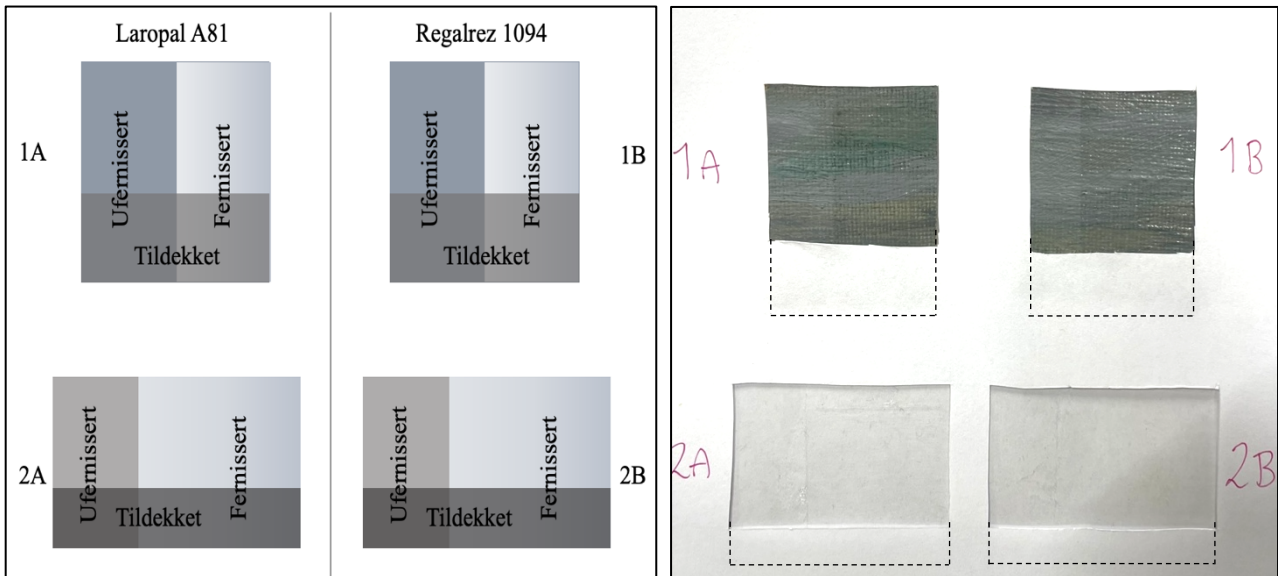 Laropal A81
Regalrez 1094
1A
Ufernissert
Fernissert
Tildekket
Ufernissert
Fernissert
Tildekket
1B
2A
Ufernissert
Fernissert
Tildekket
Ufernissert
Fernissert
Tildekket
2B
1A
1B
2A
2B